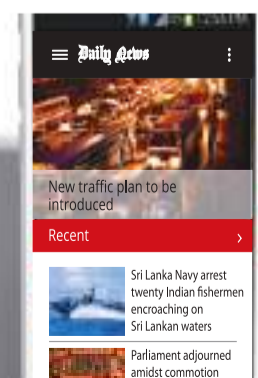 Daily News
New traffic plan to be
introduced
Recent
Sri Lanka Navy arrest
twenty Indian fishermen
encroaching on
Sri Lankan waters
Parliament adjourned
amidst commotion